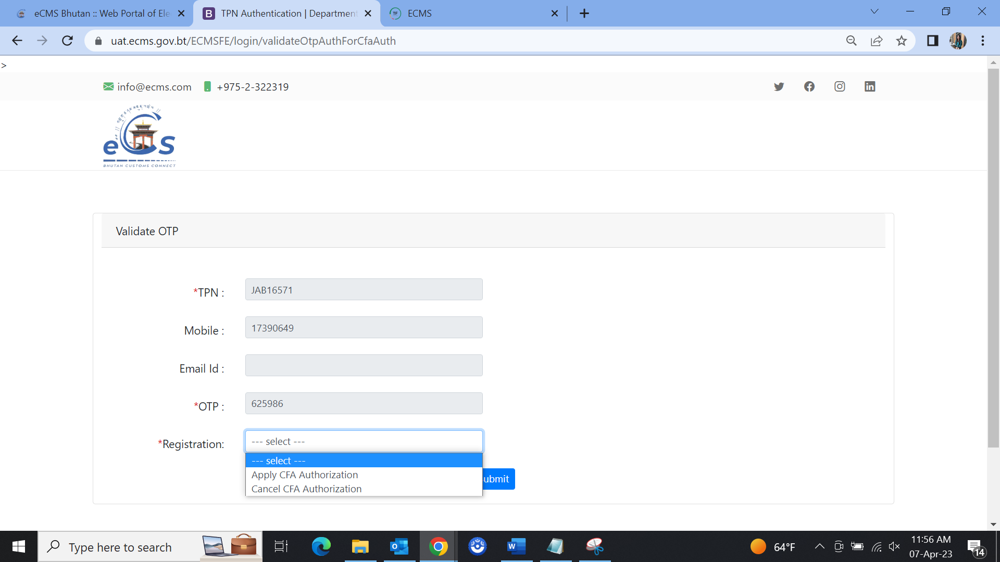 eCMS Bhutan :: Web Portal of Ele
TPN Authentication | Department
ECMS
uat.ecms.gov.bt/ECMSFE/login/validateOtpAuthForCfaAuth
>
info@ecms.com +975-2-322319
eCS
BHUTAN CUSTOMS CONNECT
Validate OTP
*TPN : JAB16571
Mobile : 17390649
Email Id :
*OTP : 625986
*Registration: --- select ---
--- select ---
Apply CFA Authorization
Cancel CFA Authorization
ubmit
Type here to search
64°F
11:56 AM
07-Apr-23
14